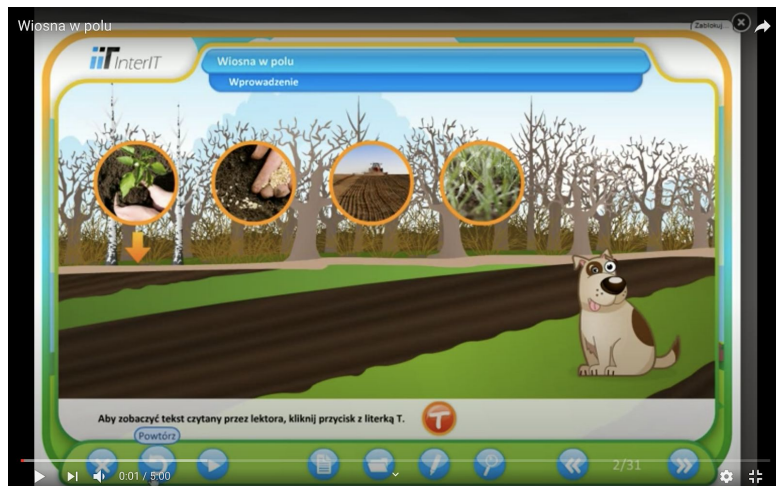 Wiosna w polu
Zablokuj...
iiT InterIT
Wiosna w polu
Wprowadzenie
Aby zobaczyć tekst czytany przez lektora, kliknij przycisk z literką T.
T
Powtórz
2/31
0:01 / 5:00